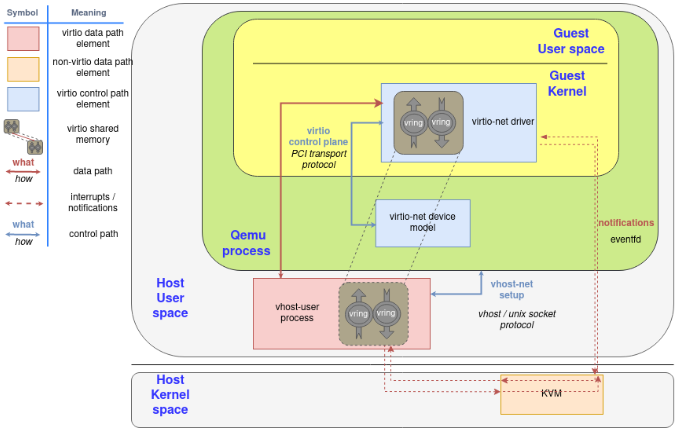 Symbol
Meaning
virtio data path
element
non-virtio data path
element
virtio control path
element
virtio shared
memory
what
how
data path
interrupts /
notifications
what
how
control path
Guest
User space
Guest
Kernel
vring
vring
virtio-net driver
virtio
control plane
PCI transport
protocol
virtio-net device
model
Qemu
process
notifications
eventfd
Host
User
space
vhost-user
process
vring
vring
vhost-net
setup
vhost / unix socket
protocol
Host
Kernel
space
KVM